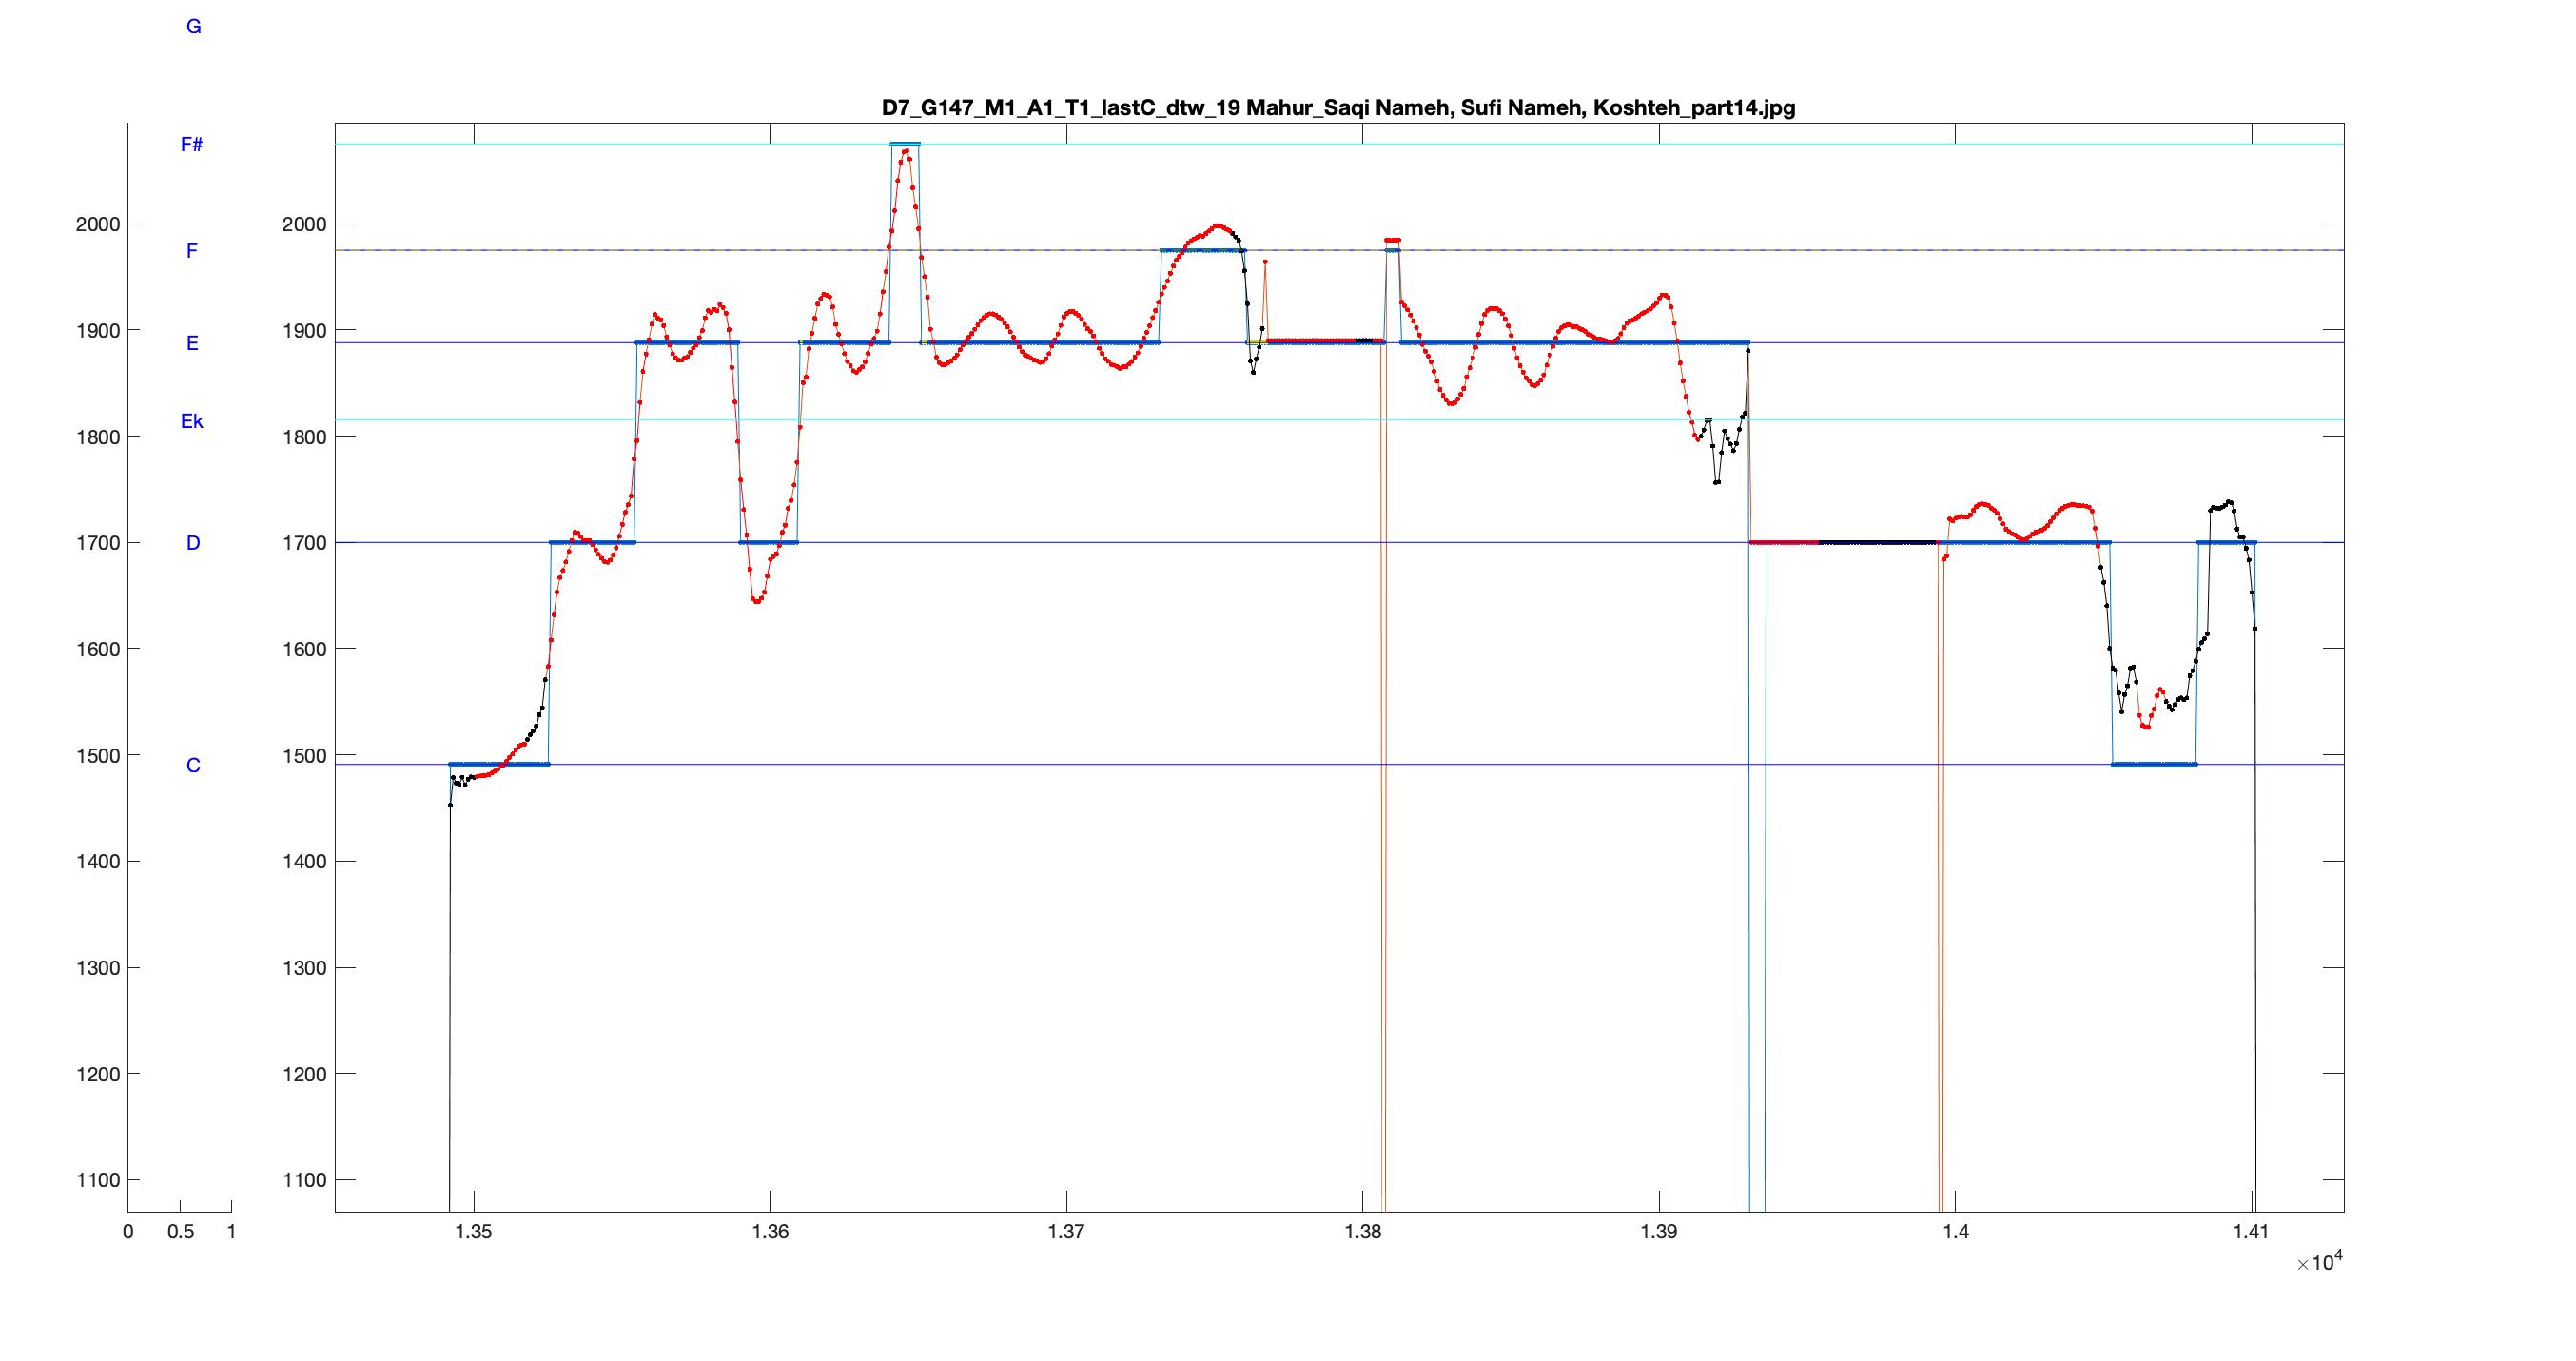 G
D7_G147_M1_A1_T1_lastC_dtw_19 Mahur_Saqi Nameh, Sufi Nameh, Koshteh_part14.jpg
F#
2000 2000
F
1900 E 1900
Ek
1800 1800
1700 D 1700
1600 1600
1500 C 1500
1400 1400
1300 1300
1200 1200
1100 1100
0 0.5 1 1.35 1.36 1.37 1.38 1.39 1.4 1.41
×10^4